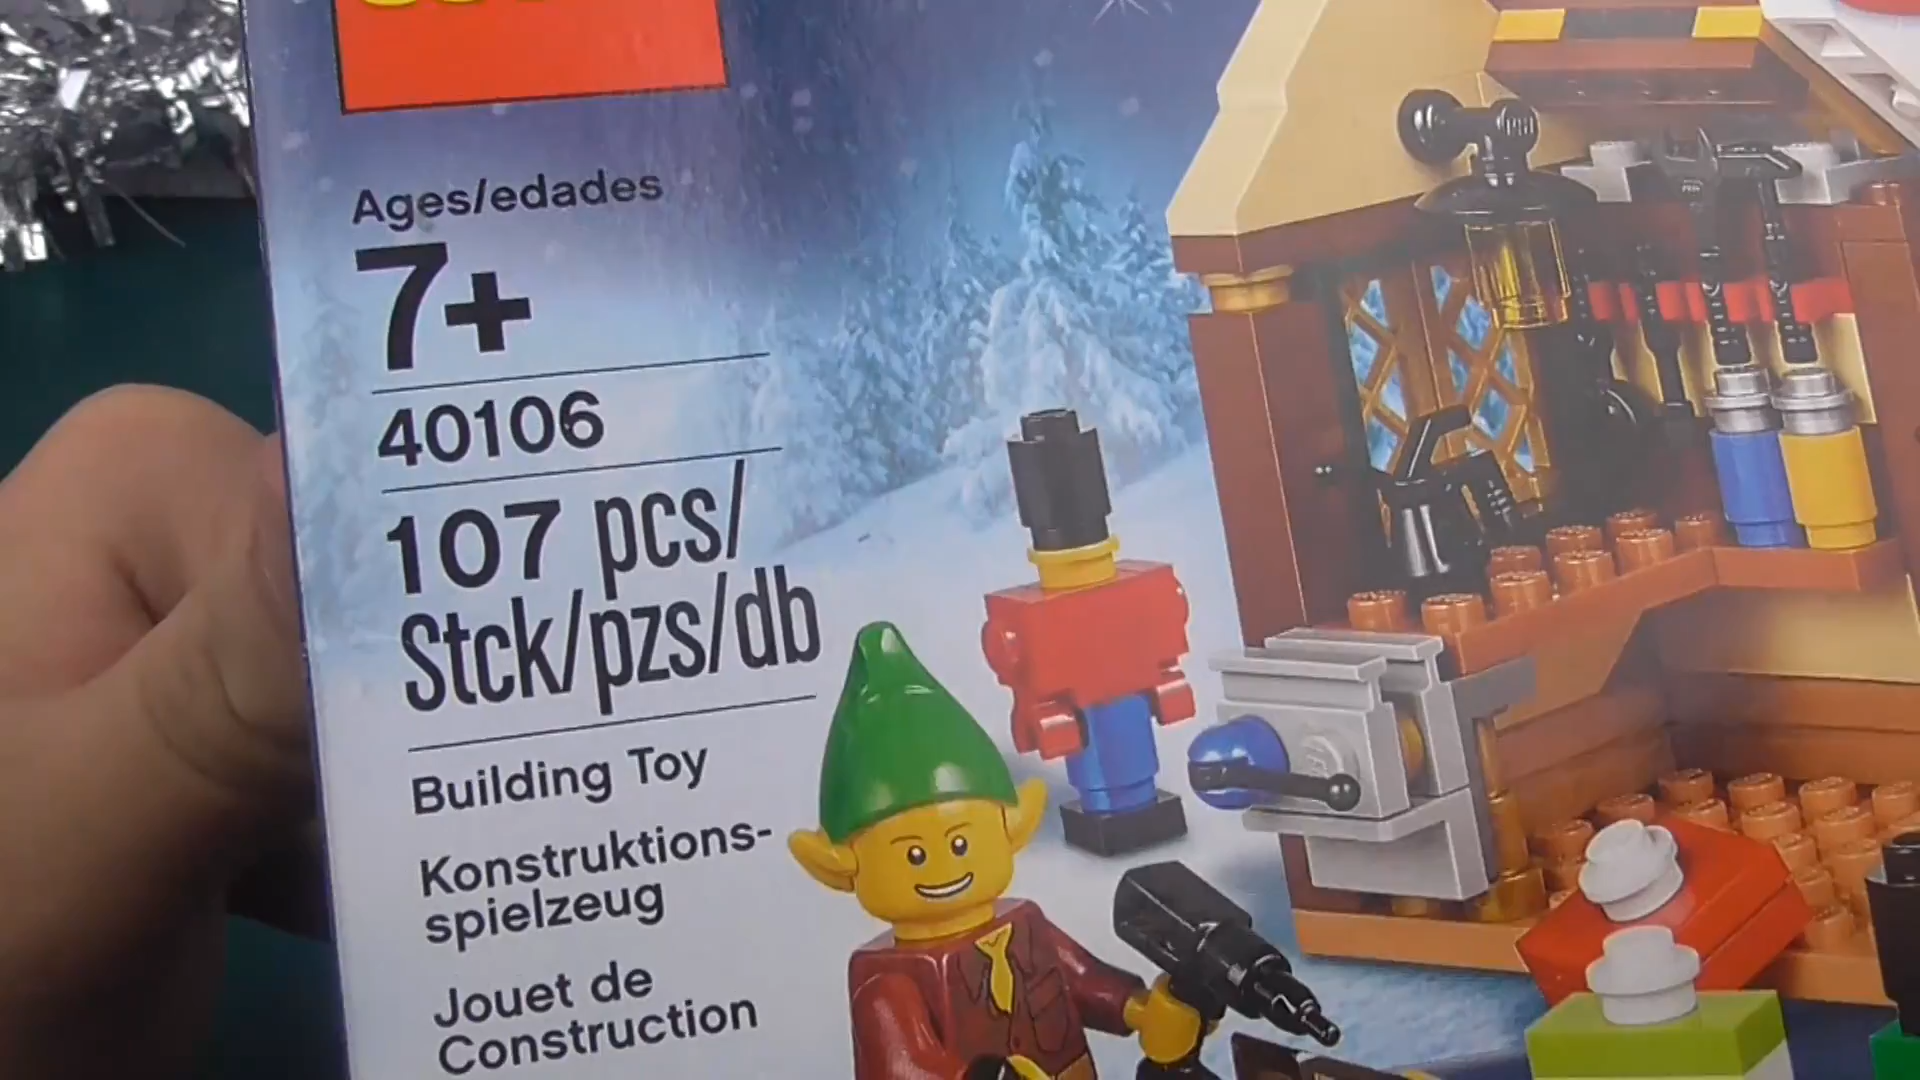 Ages/edades
7+
40106
107 pcs/
Stck/pzs/db
Building Toy
Konstruktions-
spielzeug
Jouet de
Construction